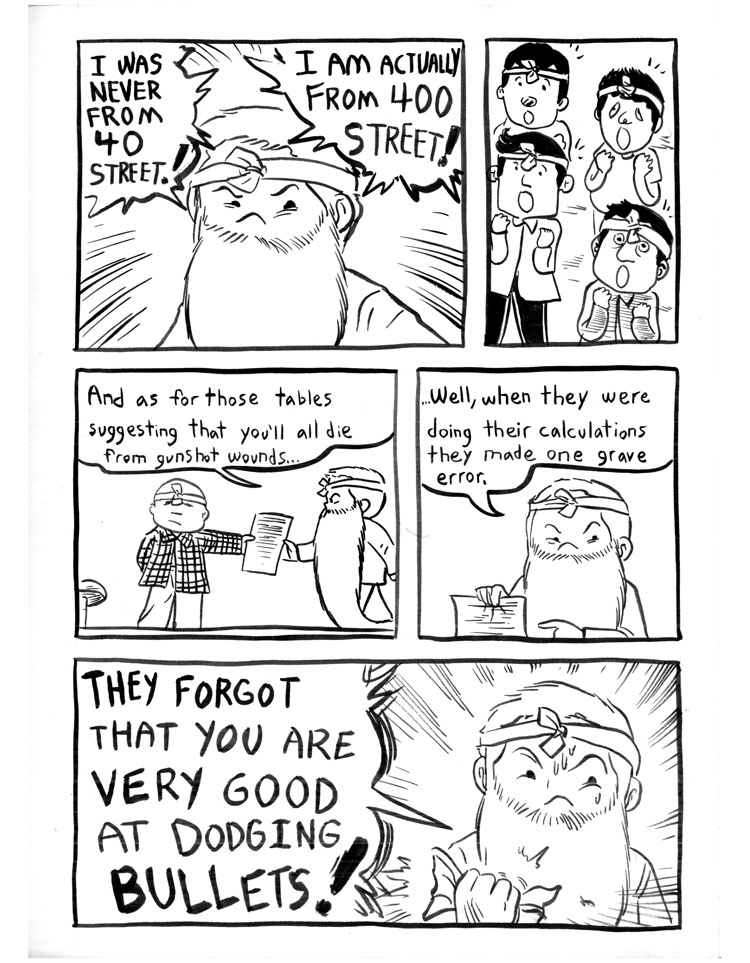 I WAS
NEVER
FROM
40
STREET.!
I AM ACTUALLY
FROM 400
STREET!
And as for those tables
suggesting that you'll all die
from gunshot wounds...
...Well, when they were
doing their calculations
they made one grave
error.
THEY FORGOT
THAT YOU ARE
VERY GOOD
AT DODGING
BULLETS!